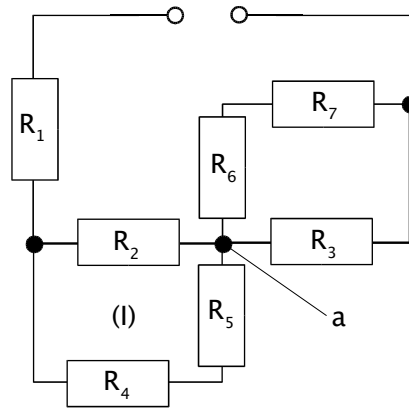 R₇
R₁
R₆
R₂
R₃
(I)
R₅
a
R₄